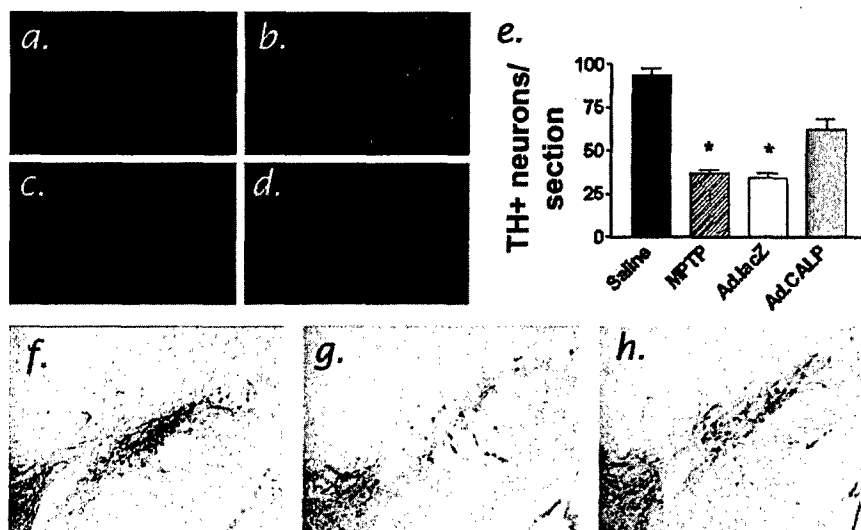 a.
b.
c.
d.
e.
TH+ neurons/
section
100
75
50
25
0
*
*
Saline
MPTP
Ad.lacZ
Ad.CALP
f.
g.
h.